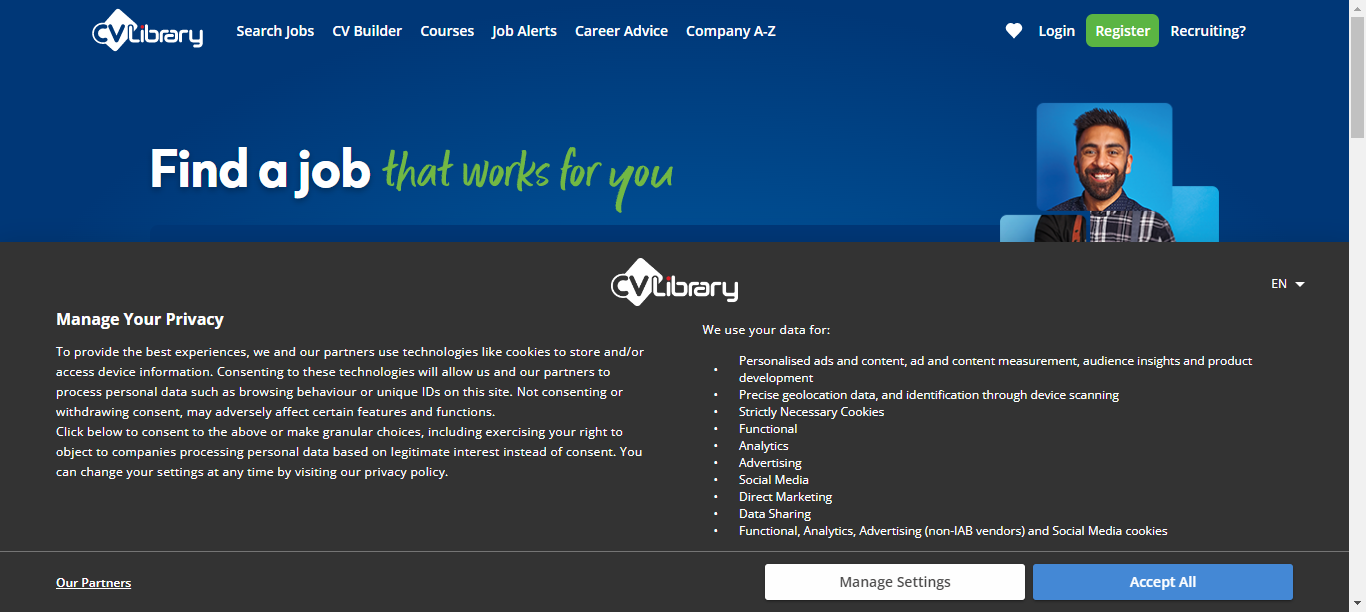 CVLibrary
Search Jobs
CV Builder
Courses
Job Alerts
Career Advice
Company A-Z
Login
Register
Recruiting?
Find a job that works for you
CVLibrary
EN
Manage Your Privacy
To provide the best experiences, we and our partners use technologies like cookies to store and/or
access device information. Consenting to these technologies will allow us and our partners to
process personal data such as browsing behaviour or unique IDs on this site. Not consenting or
withdrawing consent, may adversely affect certain features and functions.
Click below to consent to the above or make granular choices, including exercising your right to
object to companies processing personal data based on legitimate interest instead of consent. You
can change your settings at any time by visiting our privacy policy.
We use your data for:
• Personalised ads and content, ad and content measurement, audience insights and product
development
• Precise geolocation data, and identification through device scanning
• Strictly Necessary Cookies
• Functional
• Analytics
• Advertising
• Social Media
• Direct Marketing
• Data Sharing
• Functional, Analytics, Advertising (non-IAB vendors) and Social Media cookies
Our Partners
Manage Settings
Accept All